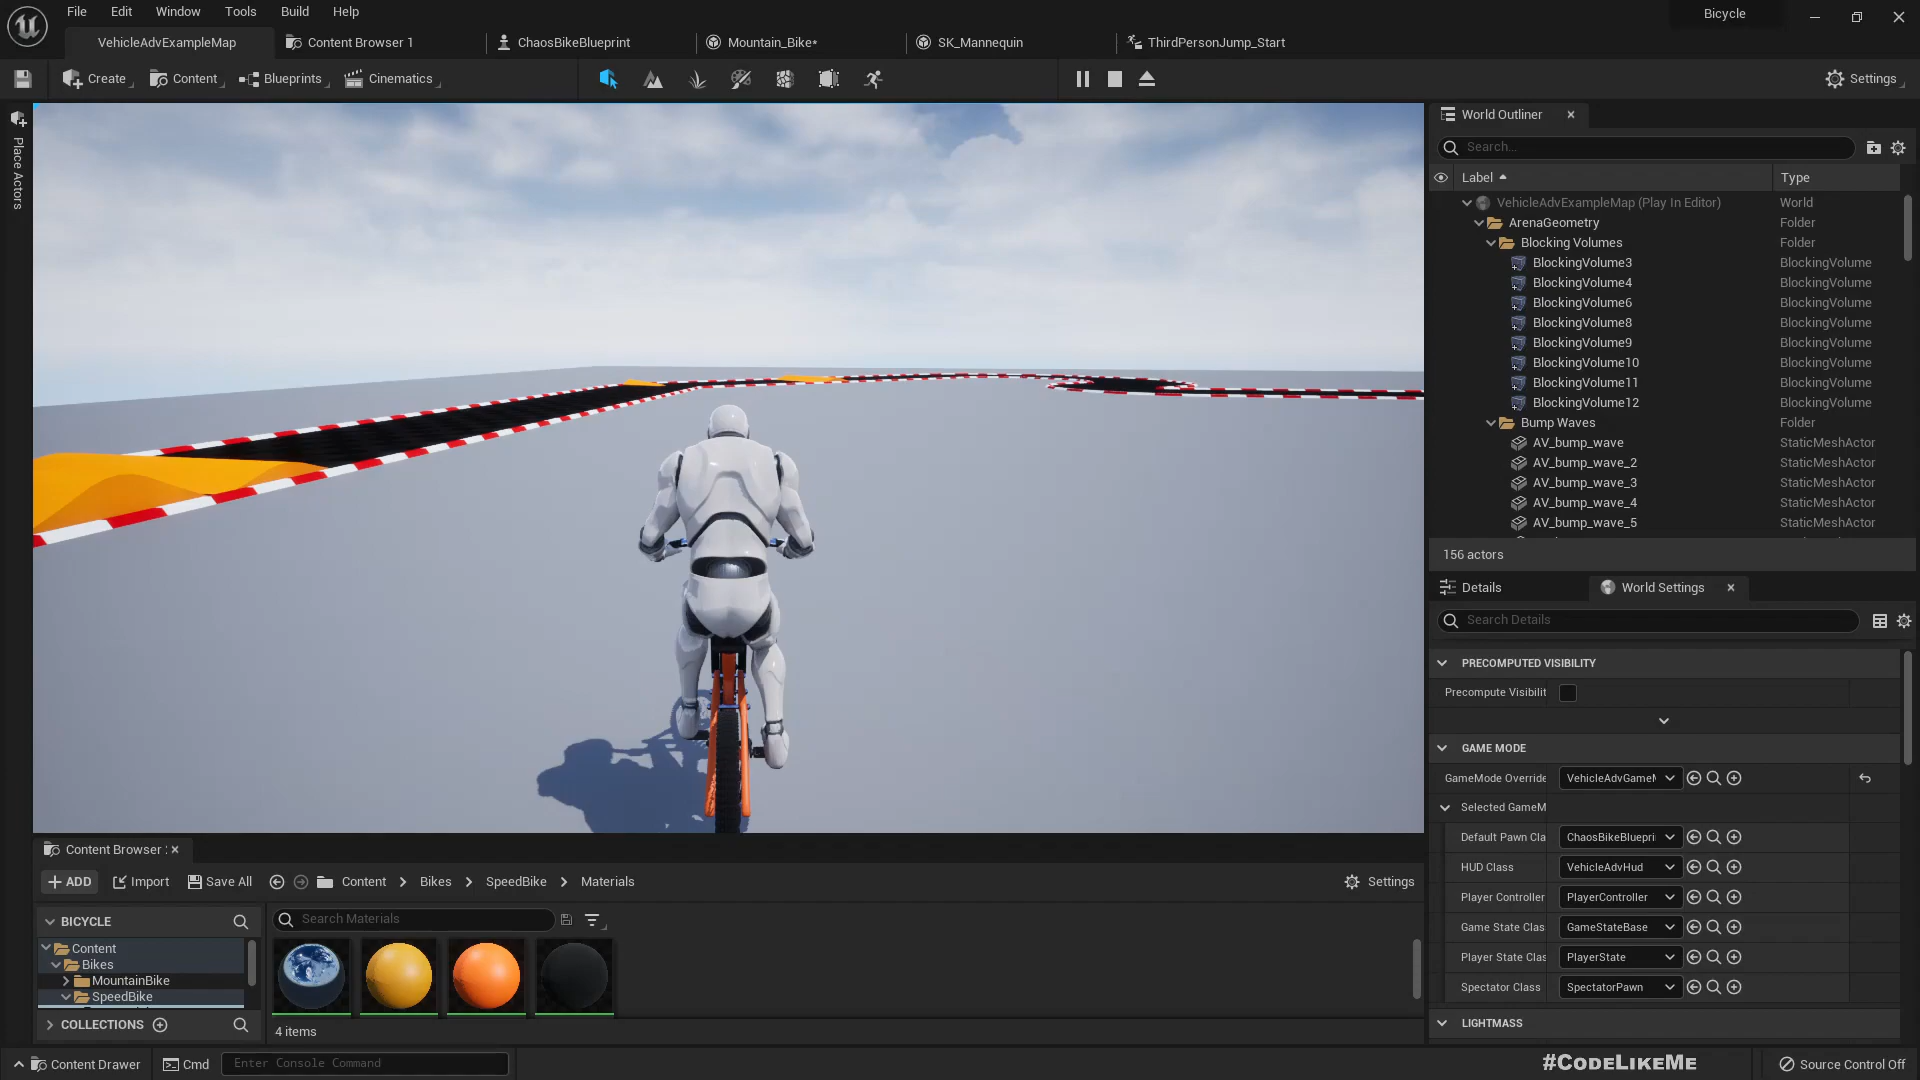 File Edit Window Tools Build Help
Bicycle
VehicleAdvExampleMap
Content Browser 1
ChaosBikeBlueprint
Mountain_Bike*
SK_Mannequin
ThirdPersonJump_Start
Create
Content
Blueprints
Cinematics
Settings
Place Actors
World Outliner
Search...
Label Type
VehicleAdvExampleMap (Play In Editor) World
ArenaGeometry Folder
Blocking Volumes Folder
BlockingVolume3 BlockingVolume
BlockingVolume4 BlockingVolume
BlockingVolume6 BlockingVolume
BlockingVolume8 BlockingVolume
BlockingVolume9 BlockingVolume
BlockingVolume10 BlockingVolume
BlockingVolume11 BlockingVolume
BlockingVolume12 BlockingVolume
Bump Waves Folder
AV_bump_wave StaticMeshActor
AV_bump_wave_2 StaticMeshActor
AV_bump_wave_3 StaticMeshActor
AV_bump_wave_4 StaticMeshActor
AV_bump_wave_5 StaticMeshActor
156 actors
Details
World Settings
Search Details
PRECOMPUTED VISIBILITY
Precompute Visibilit
GAME MODE
GameMode Override VehicleAdvGameM
Selected GameM
Default Pawn Cla ChaosBikeBluepri
HUD Class VehicleAdvHud
Player Controller PlayerController
Game State Clas GameStateBase
Player State Clas PlayerState
Spectator Class SpectatorPawn
LIGHTMASS
Content Browser
ADD Import Save All Content Bikes SpeedBike Materials Settings
BICYCLE
Search Materials
Content
Bikes
MountainBike
SpeedBike
COLLECTIONS
4 items
Content Drawer Cmd Enter Console Command
#CODELIKEME
Source Control Off